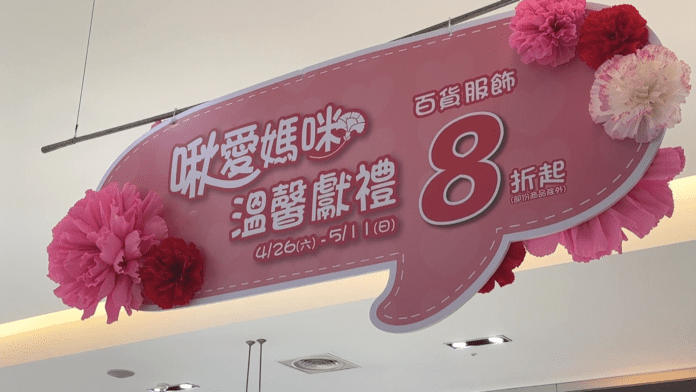 啾愛媽咪
溫馨獻禮
4/26(六)-5/11(日)
百貨服飾
8折起
(部份商品除外)